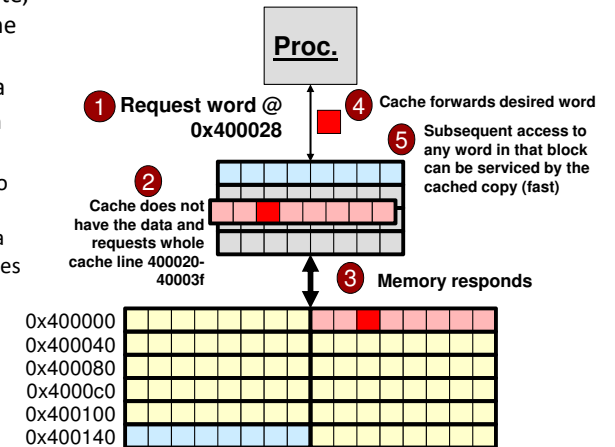 Proc.
1 Request word @
0x400028
4 Cache forwards desired word
5 Subsequent access to
any word in that block
can be serviced by the
cached copy (fast)
2
Cache does not
have the data and
requests whole
cache line 400020-
40003f
3 Memory responds
0x400000
0x400040
0x400080
0x4000c0
0x400100
0x400140